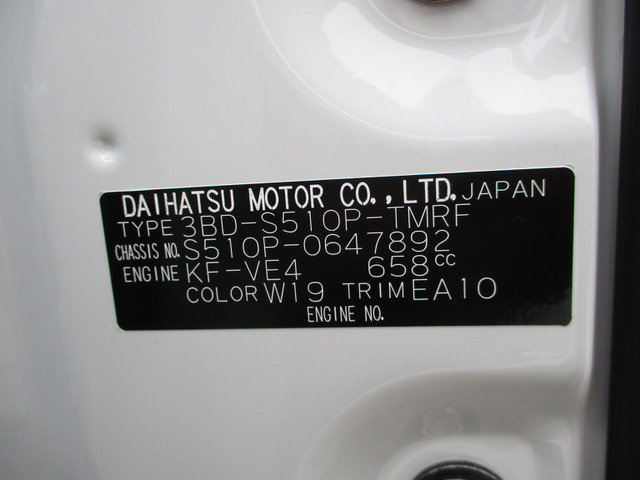 DAIHATSU MOTOR CO., LTD. JAPAN
TYPE 3BD-S510P-TMRF
CHASSIS NO. S510P-0647892
ENGINE KF-VE4 658cc
COLOR W19 TRIM EA10
ENGINE NO.